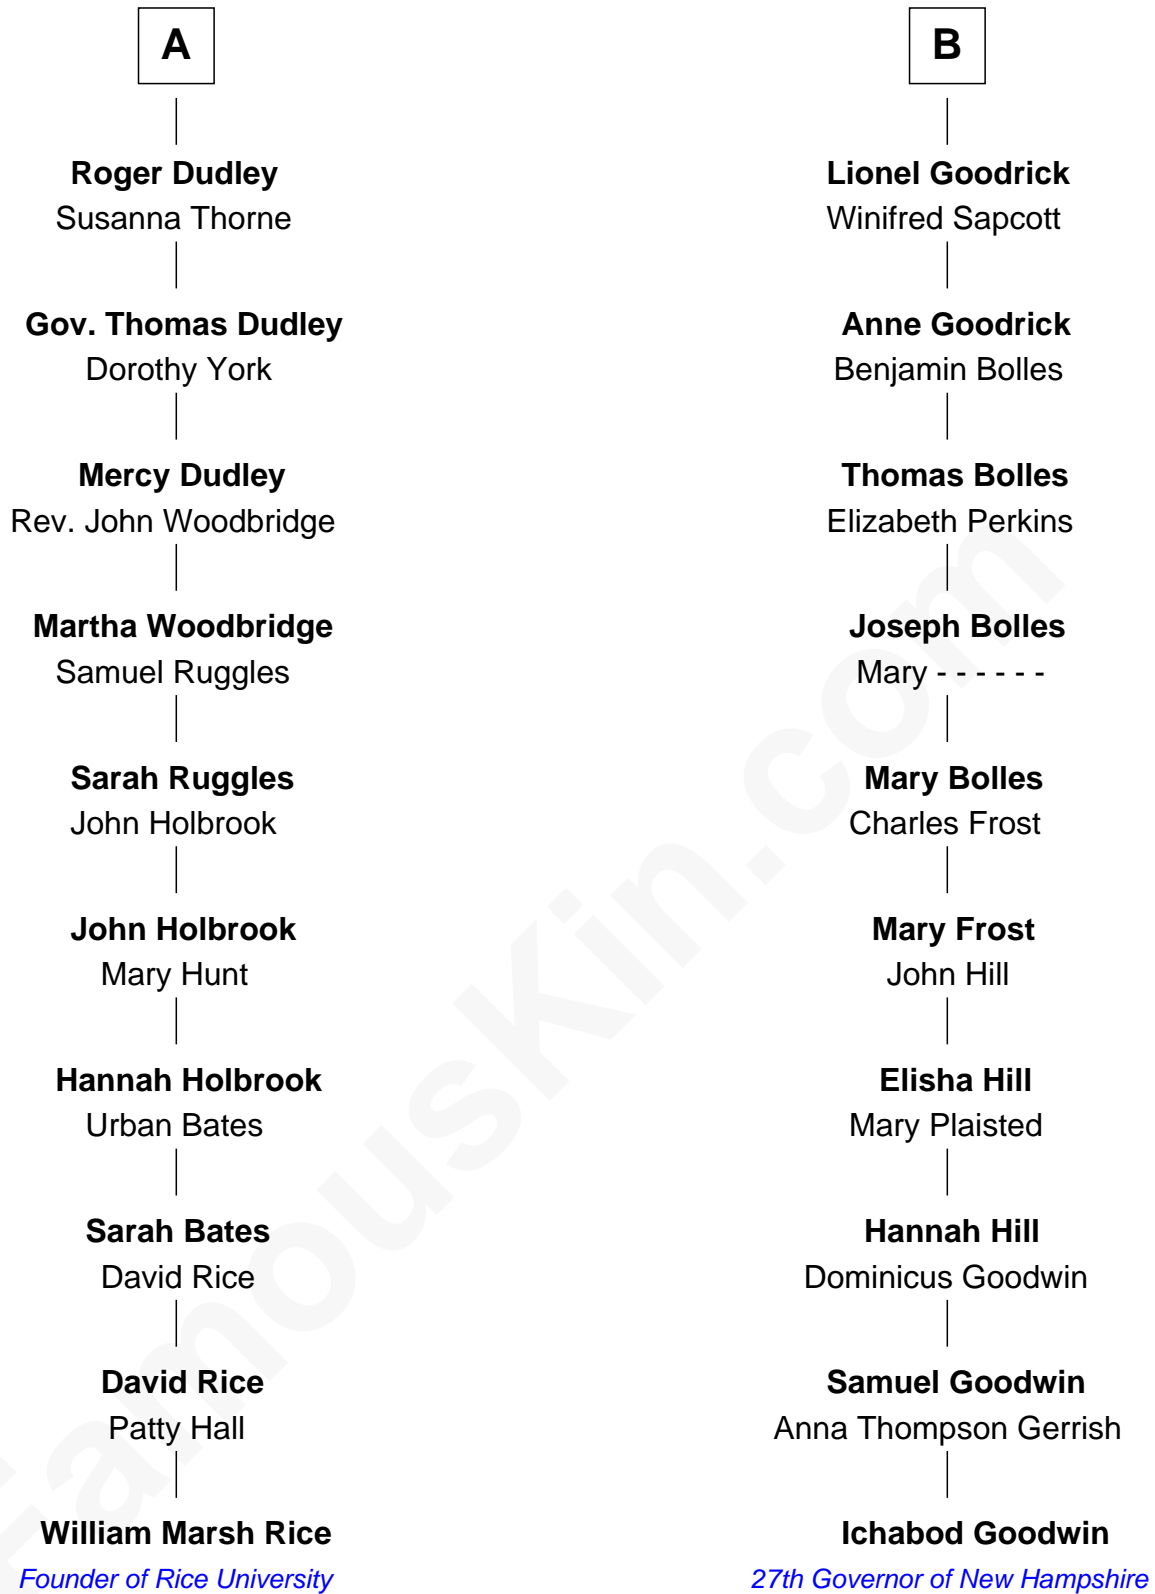 A
Roger Dudley
Susanna Thorne
Gov. Thomas Dudley
Dorothy York
Mercy Dudley
Rev. John Woodbridge
Martha Woodbridge
Samuel Ruggles
Sarah Ruggles
John Holbrook
John Holbrook
Mary Hunt
Hannah Holbrook
Urban Bates
Sarah Bates
David Rice
David Rice
Patty Hall
William Marsh Rice
Founder of Rice University
B
Lionel Goodrick
Winifred Sapcott
Anne Goodrick
Benjamin Bolles
Thomas Bolles
Elizabeth Perkins
Joseph Bolles
Mary - - - - - -
Mary Bolles
Charles Frost
Mary Frost
John Hill
Elisha Hill
Mary Plaisted
Hannah Hill
Dominicus Goodwin
Samuel Goodwin
Anna Thompson Gerrish
Ichabod Goodwin
27th Governor of New Hampshire
FamousKin.com